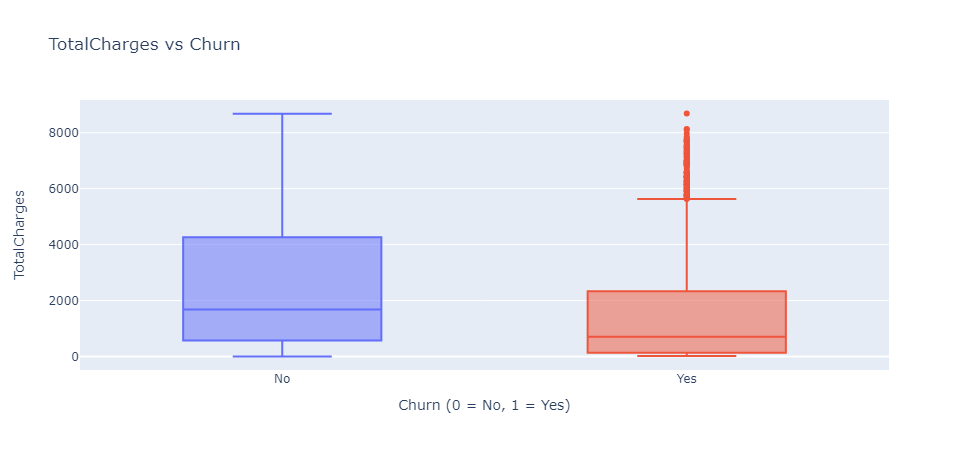 TotalCharges vs Churn
TotalCharges
8000
6000
4000
2000
0
No
Yes
Churn (0 = No, 1 = Yes)